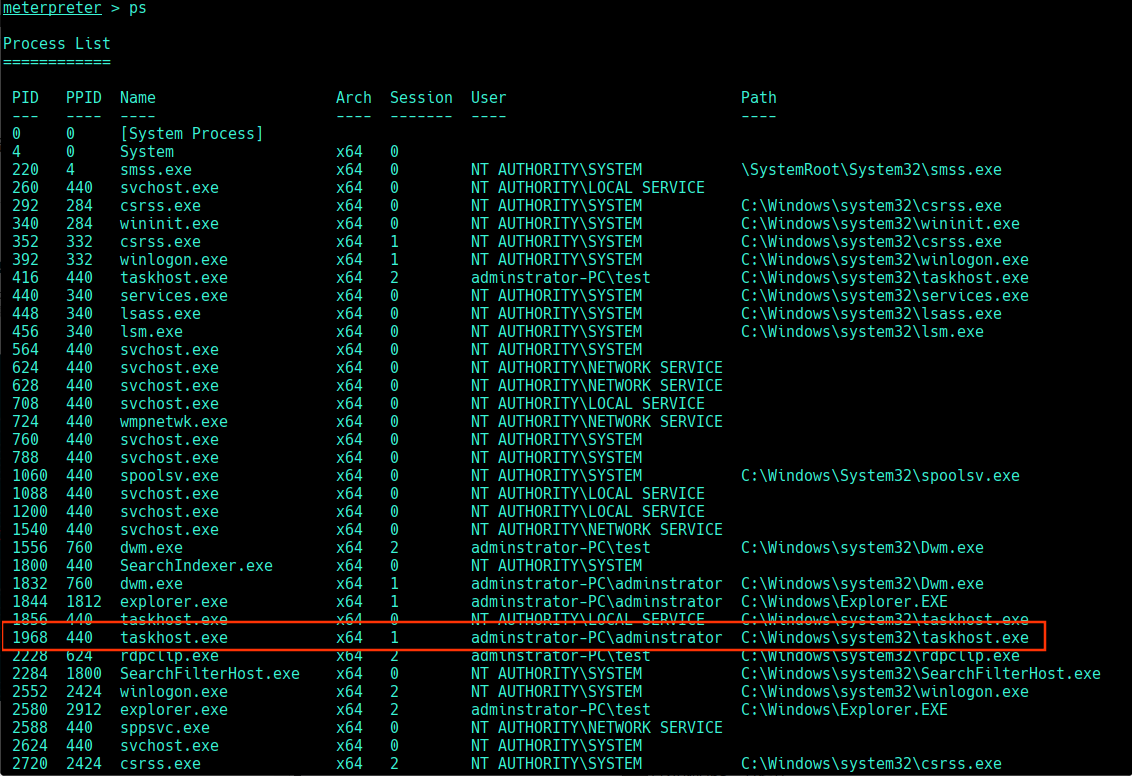 meterpreter > ps
Process List
============
PID PPID Name Arch Session User Path
--- ---- ---- ---- ------- ---- ----
0 0 [System Process]
4 0 System x64 0
220 4 smss.exe x64 0 NT AUTHORITY\SYSTEM \SystemRoot\System32\smss.exe
260 440 svchost.exe x64 0 NT AUTHORITY\LOCAL SERVICE
292 284 csrss.exe x64 0 NT AUTHORITY\SYSTEM C:\Windows\system32\csrss.exe
340 284 wininit.exe x64 0 NT AUTHORITY\SYSTEM C:\Windows\system32\wininit.exe
352 332 csrss.exe x64 1 NT AUTHORITY\SYSTEM C:\Windows\system32\csrss.exe
392 332 winlogon.exe x64 1 NT AUTHORITY\SYSTEM C:\Windows\system32\winlogon.exe
416 440 taskhost.exe x64 2 adminstrator-PC\test C:\Windows\system32\taskhost.exe
440 340 services.exe x64 0 NT AUTHORITY\SYSTEM C:\Windows\system32\services.exe
448 340 lsass.exe x64 0 NT AUTHORITY\SYSTEM C:\Windows\system32\lsass.exe
456 340 lsm.exe x64 0 NT AUTHORITY\SYSTEM C:\Windows\system32\lsm.exe
564 440 svchost.exe x64 0 NT AUTHORITY\SYSTEM
624 440 svchost.exe x64 0 NT AUTHORITY\NETWORK SERVICE
628 440 svchost.exe x64 0 NT AUTHORITY\NETWORK SERVICE
708 440 svchost.exe x64 0 NT AUTHORITY\LOCAL SERVICE
724 440 wmpnetwk.exe x64 0 NT AUTHORITY\NETWORK SERVICE
760 440 svchost.exe x64 0 NT AUTHORITY\SYSTEM
788 440 svchost.exe x64 0 NT AUTHORITY\SYSTEM
1060 440 spoolsv.exe x64 0 NT AUTHORITY\SYSTEM C:\Windows\System32\spoolsv.exe
1088 440 svchost.exe x64 0 NT AUTHORITY\LOCAL SERVICE
1200 440 svchost.exe x64 0 NT AUTHORITY\LOCAL SERVICE
1540 440 svchost.exe x64 0 NT AUTHORITY\NETWORK SERVICE
1556 760 dwm.exe x64 2 adminstrator-PC\test C:\Windows\system32\Dwm.exe
1800 440 SearchIndexer.exe x64 0 NT AUTHORITY\SYSTEM
1832 760 dwm.exe x64 1 adminstrator-PC\adminstrator C:\Windows\system32\Dwm.exe
1844 1812 explorer.exe x64 1 adminstrator-PC\adminstrator C:\Windows\Explorer.EXE
1856 440 taskhost.exe x64 0 NT AUTHORITY\LOCAL SERVICE C:\Windows\system32\taskhost.exe
1968 440 taskhost.exe x64 1 adminstrator-PC\adminstrator C:\Windows\system32\taskhost.exe
2228 624 rdpclip.exe x64 2 adminstrator-PC\test C:\Windows\system32\rdpclip.exe
2284 1800 SearchFilterHost.exe x64 0 NT AUTHORITY\SYSTEM C:\Windows\system32\SearchFilterHost.exe
2552 2424 winlogon.exe x64 2 NT AUTHORITY\SYSTEM C:\Windows\system32\winlogon.exe
2580 2912 explorer.exe x64 2 adminstrator-PC\test C:\Windows\Explorer.EXE
2588 440 sppsvc.exe x64 0 NT AUTHORITY\NETWORK SERVICE
2624 440 svchost.exe x64 0 NT AUTHORITY\SYSTEM
2720 2424 csrss.exe x64 2 NT AUTHORITY\SYSTEM C:\Windows\system32\csrss.exe